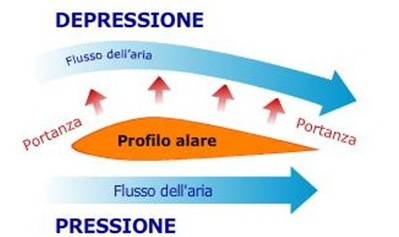 DEPRESSIONE
Flusso dell'aria
Portanza
Portanza
Profilo alare
Flusso dell'aria
PRESSIONE